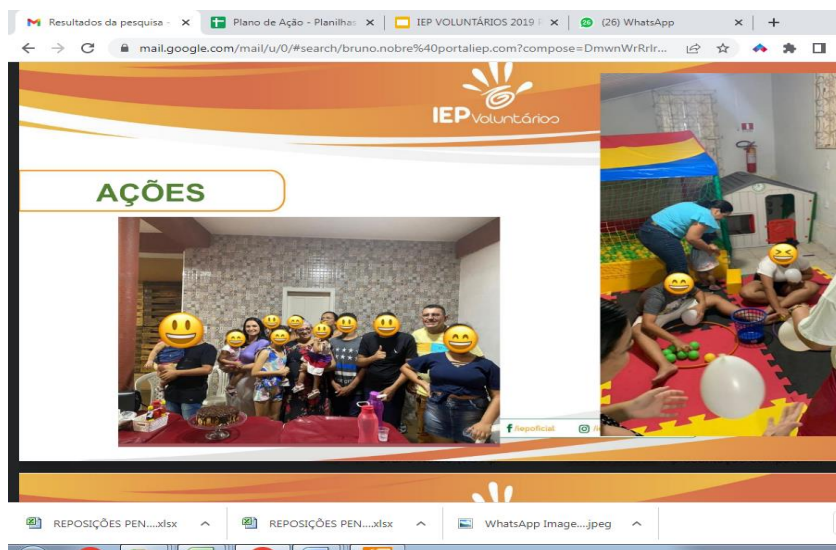 Resultados da pesquisa -
Plano de Ação - Planilhas
IEP VOLUNTÁRIOS 2019
(26) WhatsApp
mail.google.com/mail/u/0/#search/bruno.nobre%40portaliep.com?compose=DmwnWrRrlr...
IEP Voluntários
AÇÕES
/iepoficial
REPOSIÇÕES PEN....xlsx
REPOSIÇÕES PEN....xlsx
WhatsApp Image....jpeg